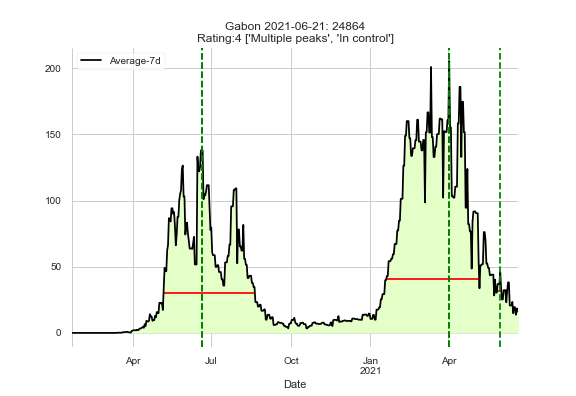 Gabon 2021-06-21: 24864
Rating:4 ['Multiple peaks', 'In control']
Average-7d
200
150
100
50
0
Apr Jul Oct Jan Apr
2021
Date